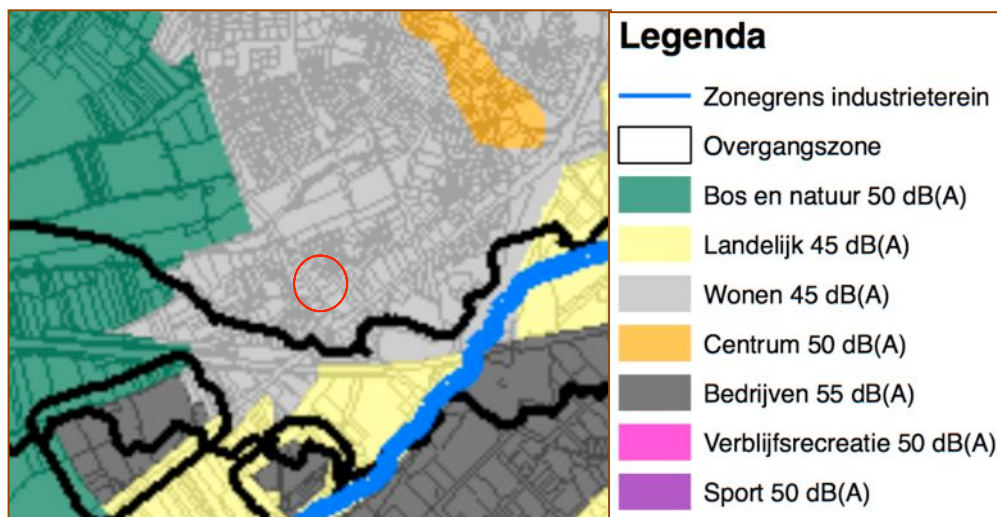 Legenda
Zonegrens industrieterein
Overgangszone
Bos en natuur 50 dB(A)
Landelijk 45 dB(A)
Wonen 45 dB(A)
Centrum 50 dB(A)
Bedrijven 55 dB(A)
Verblijfsrecreatie 50 dB(A)
Sport 50 dB(A)